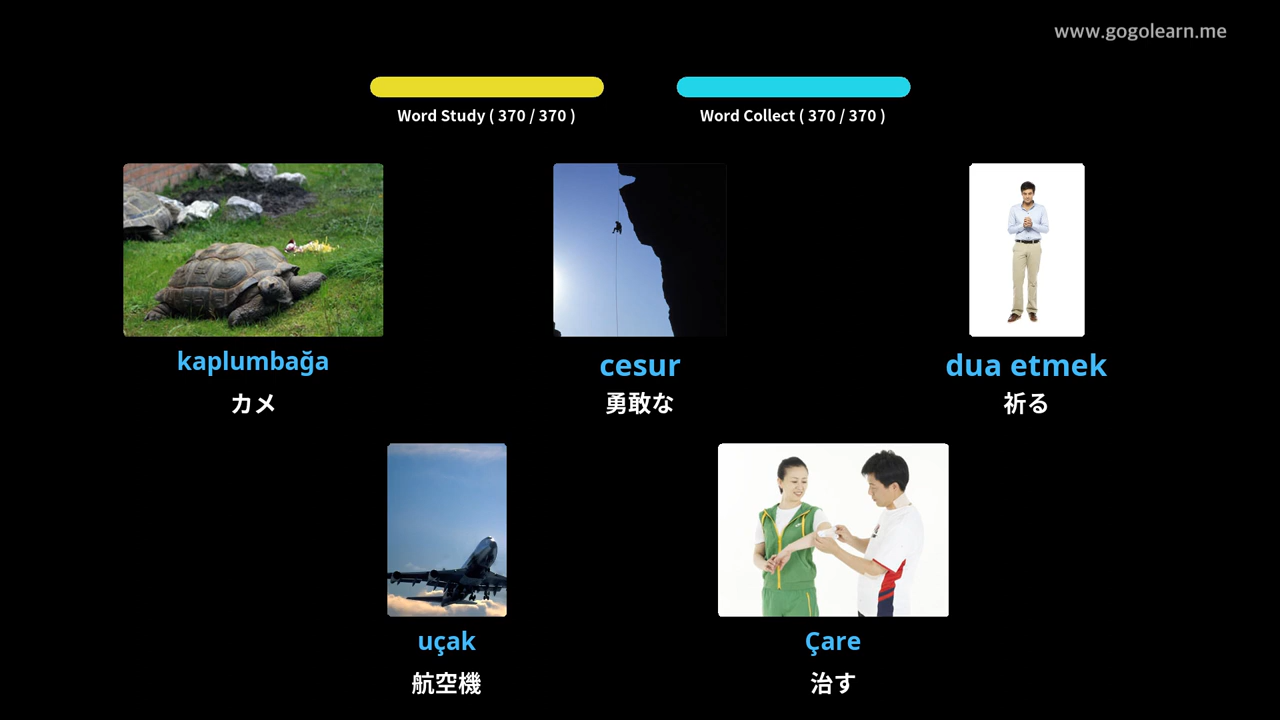 www.gogolearn.me
Word Study ( 370 / 370 )
Word Collect ( 370 / 370 )
kaplumbağa
カメ
cesur
勇敢な
dua etmek
祈る
uçak
航空機
Çare
治す